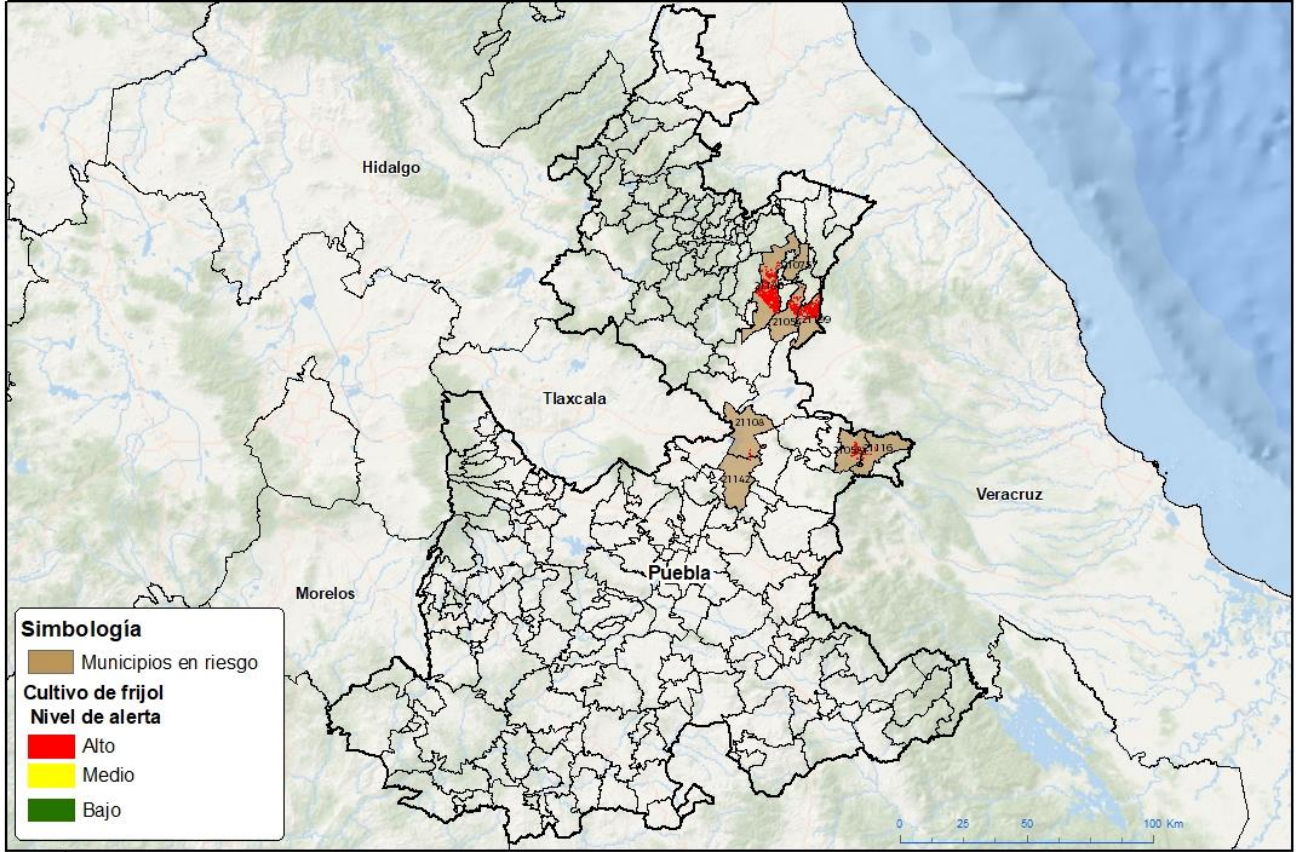 Hidalgo
Tlaxcala
21108
21116
21142
Veracruz
Puebla
Morelos
Simbología
Municipios en riesgo
Cultivo de frijol
Nivel de alerta
Alto
Medio
Bajo
0 25 50 100 Km